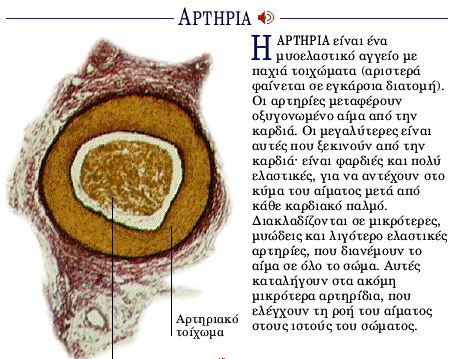 ΑΡΤΗΡΙΑ
Η ΑΡΤΗΡΙΑ είναι ένα
μυοελαστικό αγγείο με
παχιά τοιχώματα (αριστερά
φαίνεται σε εγκάρσια διατομή).
Οι αρτηρίες μεταφέρουν
οξυγονωμένο αίμα από την
καρδιά. Οι μεγαλύτερες είναι
αυτές που ξεκινούν από την
καρδιά· είναι φαρδιές και πολύ
ελαστικές, για να αντέχουν στο
κύμα του αίματος μετά από
κάθε καρδιακό παλμό.
Διακλαδίζονται σε μικρότερες,
μυώδεις και λιγότερο ελαστικές
αρτηρίες, που διανέμουν το
αίμα σε όλο το σώμα. Αυτές
καταλήγουν στα ακόμη
μικρότερα αρτηρίδια, που
ελέγχουν τη ροή του αίματος
στους ιστούς του σώματος.
Αρτηριακό
τοίχωμα